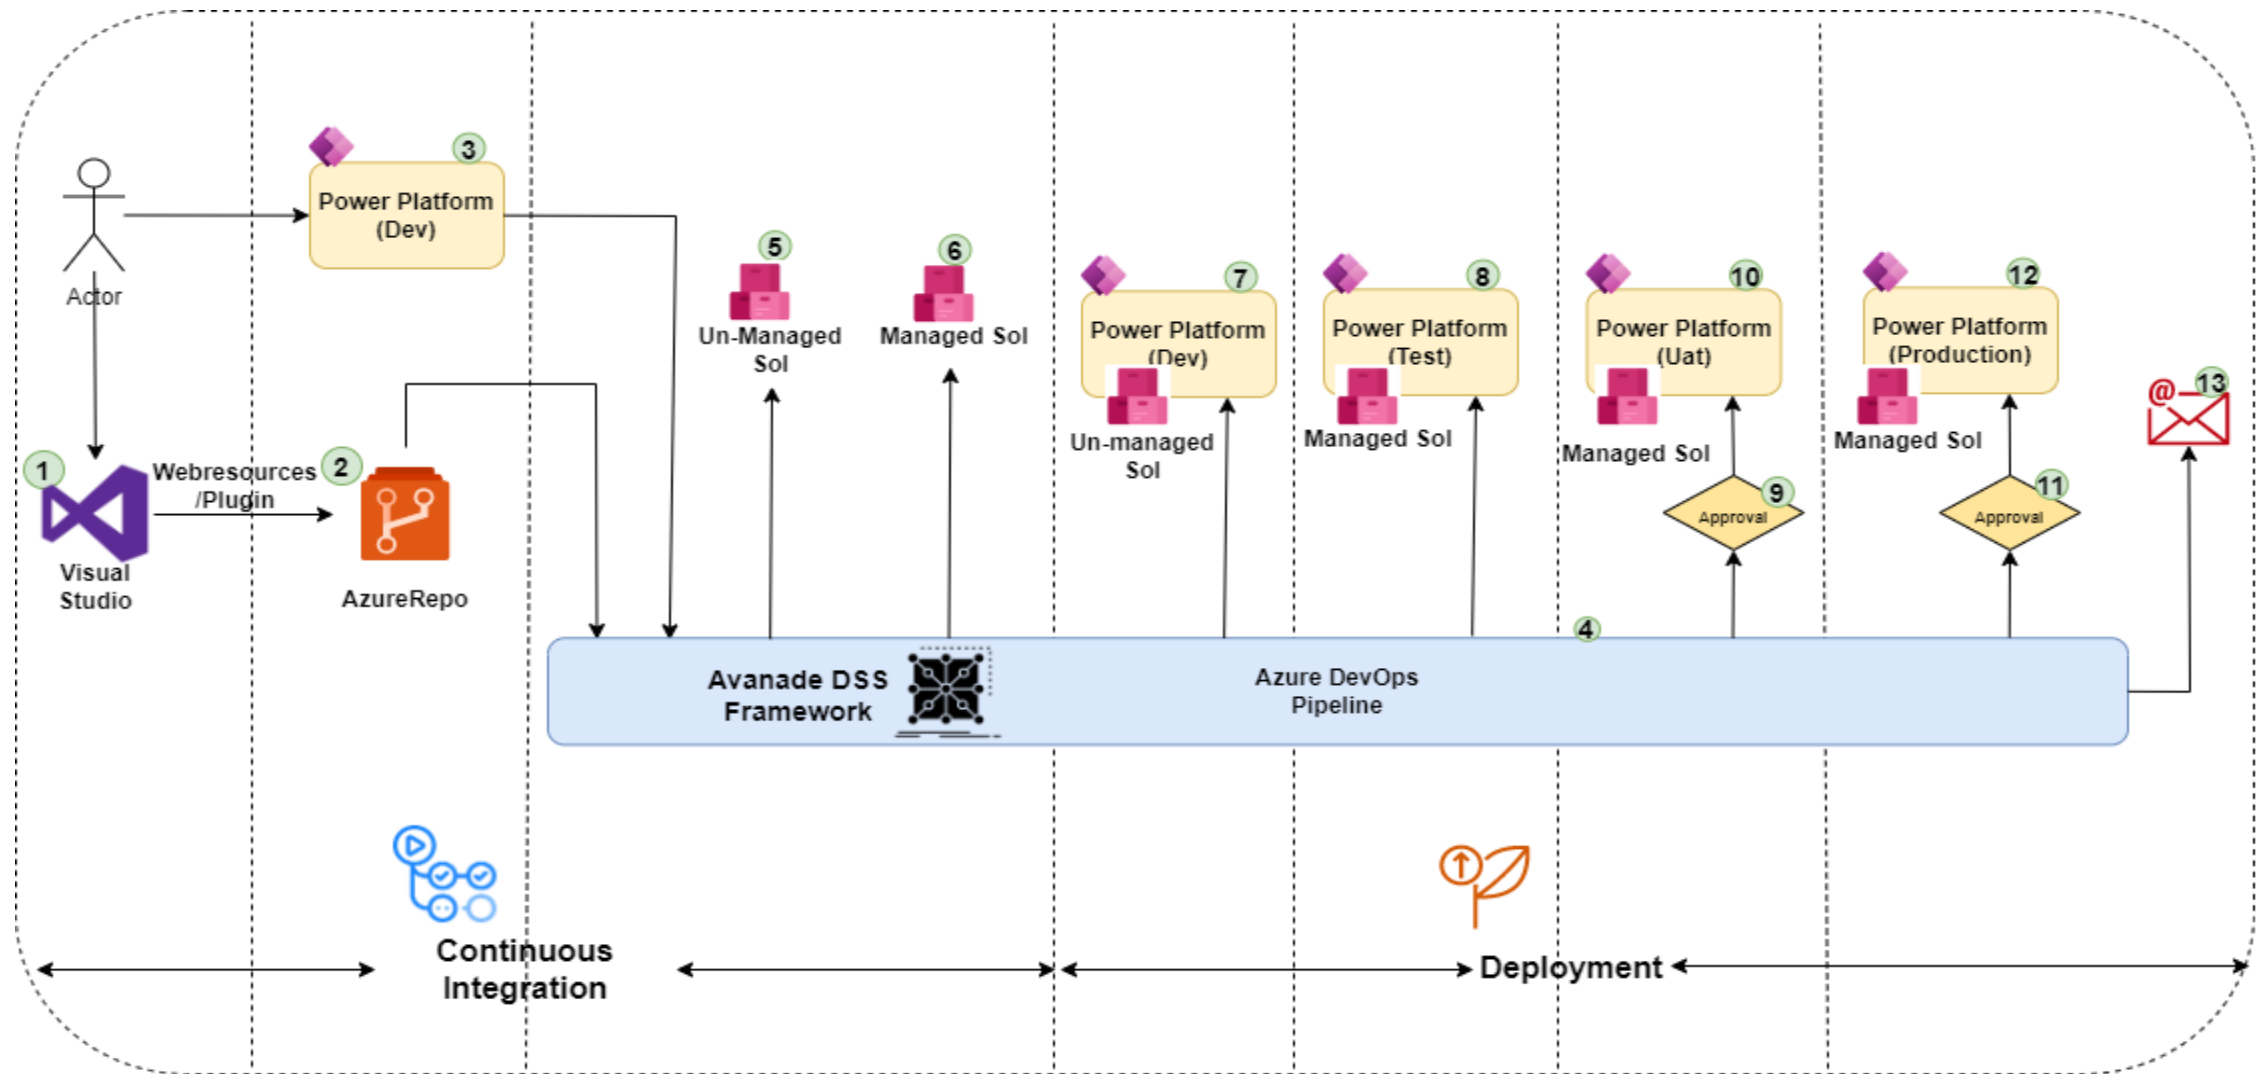 3
Power Platform
(Dev)
Actor
1
Visual
Studio
Webresources
/Plugin
2
AzureRepo
5
Un-Managed
Sol
6
Managed Sol
7
Power Platform
(Dev)
Un-managed
Sol
8
Power Platform
(Test)
Managed Sol
10
Power Platform
(Uat)
Managed Sol
9
Approval
12
Power Platform
(Production)
Managed Sol
11
Approval
13
@
4
Avanade DSS
Framework
Azure DevOps
Pipeline
Continuous
Integration
Deployment